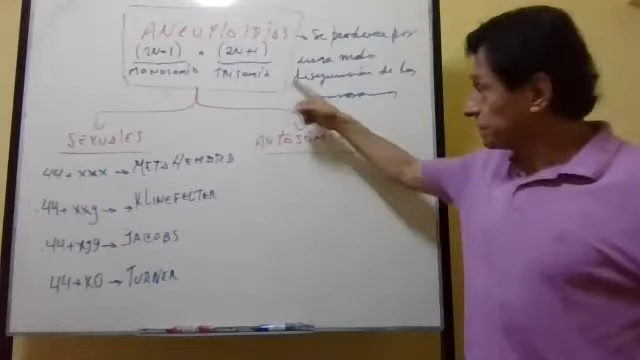 ANEUPLOIDIAS
(2N-1) o (2N+1)
MONOSOMIA TRISOMIA
→ Se produce por
una mala
disyunción de los
SEXUALES
44+xxx → METAHEMBRA
44+xxy → KLINEFELTER
44+xyy → JACOBS
44+xo → TURNER